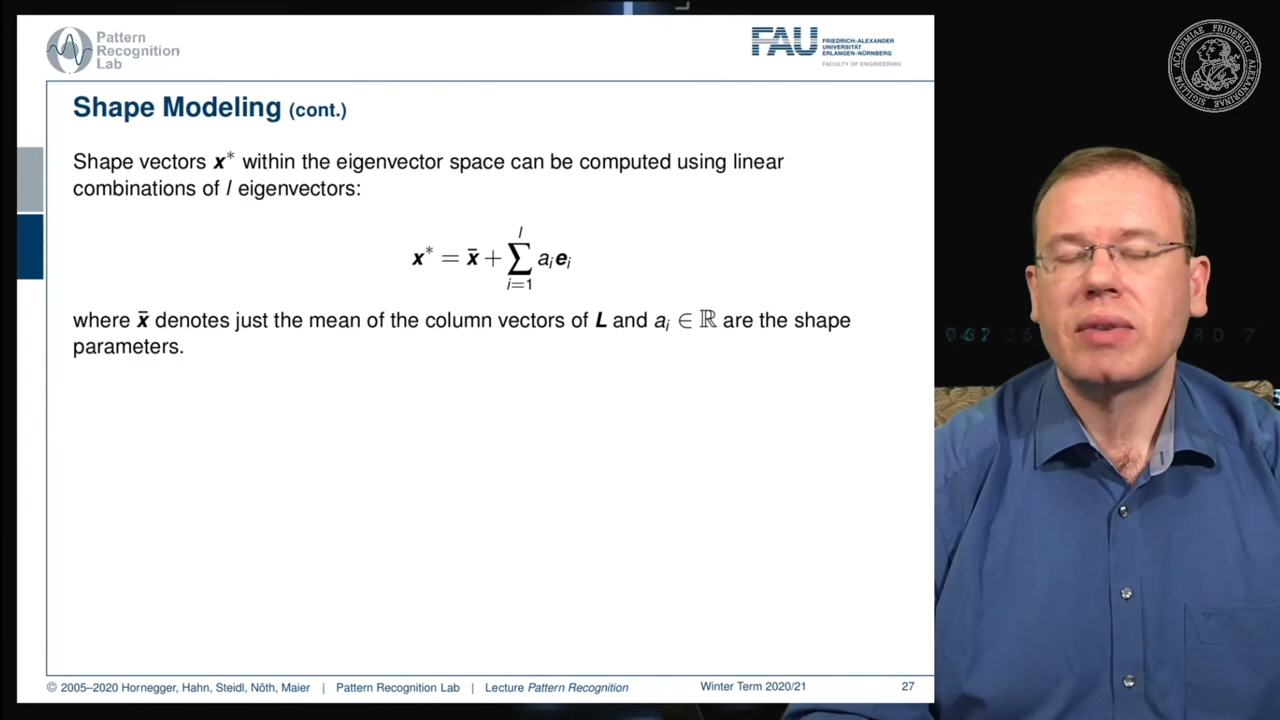 Pattern
Recognition
Lab
FAU
FRIEDRICH-ALEXANDER
UNIVERSITÄT
ERLANGEN-NÜRNBERG
FACULTY OF ENGINEERING
Shape Modeling (cont.)
Shape vectors x* within the eigenvector space can be computed using linear
combinations of l eigenvectors:
x* = x̄ + ∑_{i=1}^{l} a_i e_i
where x̄ denotes just the mean of the column vectors of L and a_i ∈ ℝ are the shape
parameters.
© 2005–2020 Hornegger, Hahn, Steidl, Nöth, Maier | Pattern Recognition Lab | Lecture Pattern Recognition Winter Term 2020/21 27